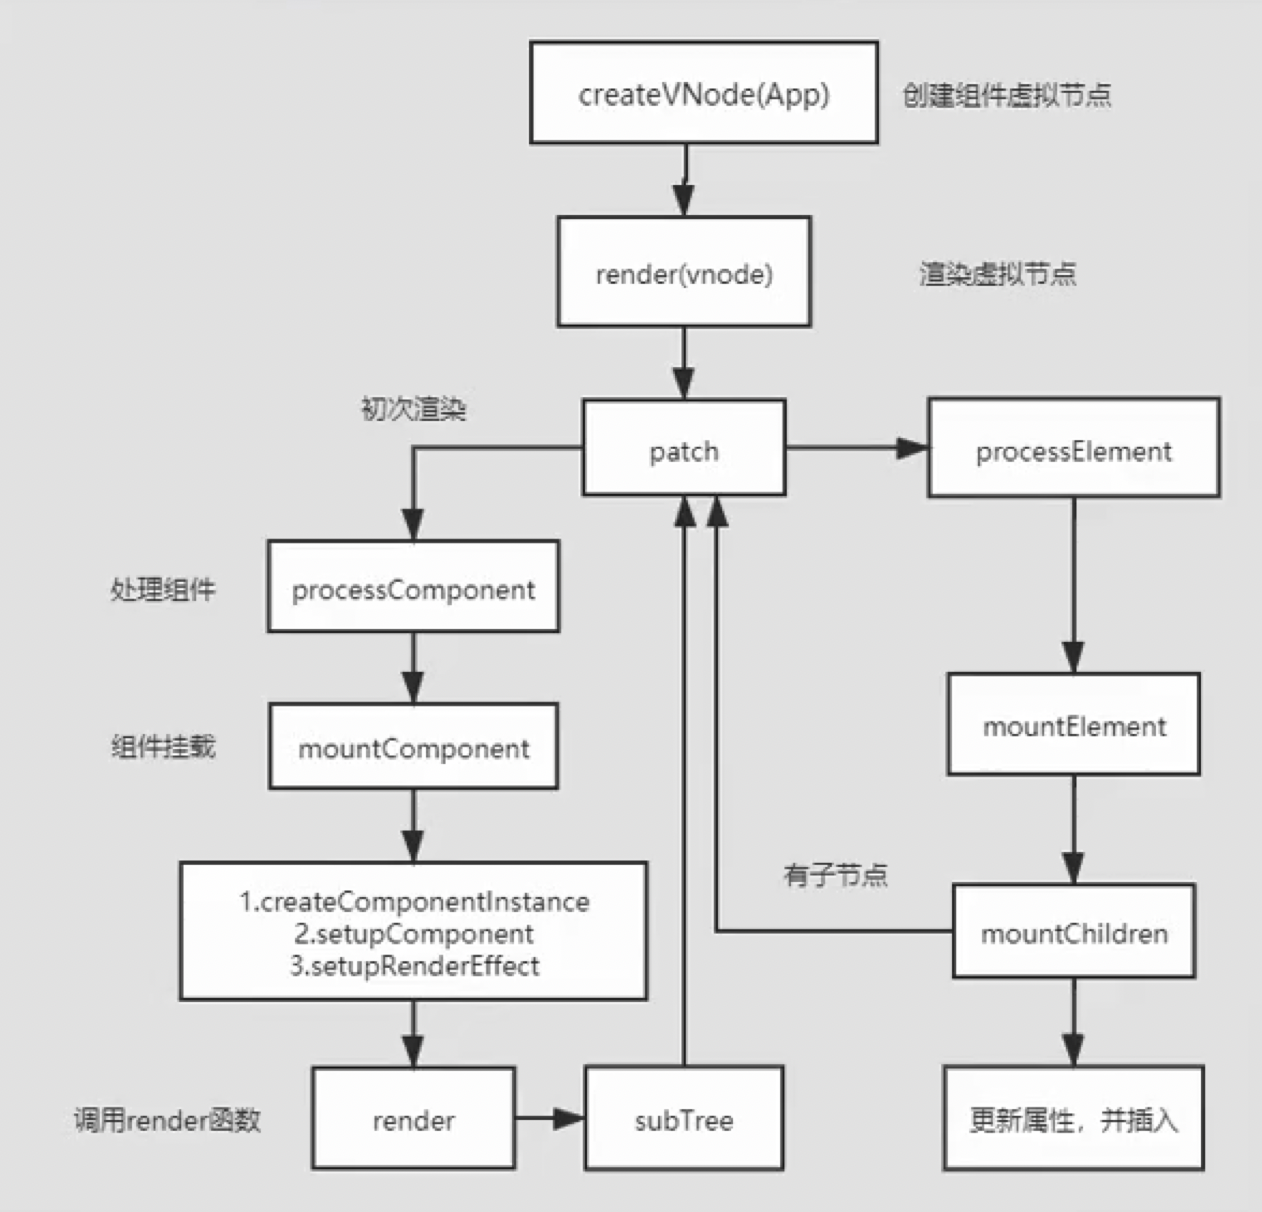 createVNode(App)
创建组件虚拟节点
render(vnode)
渲染虚拟节点
初次渲染
patch
processElement
处理组件
processComponent
组件挂载
mountComponent
mountElement
1.createComponentInstance
2.setupComponent
3.setupRenderEffect
有子节点
mountChildren
调用render函数
render
subTree
更新属性，并插入